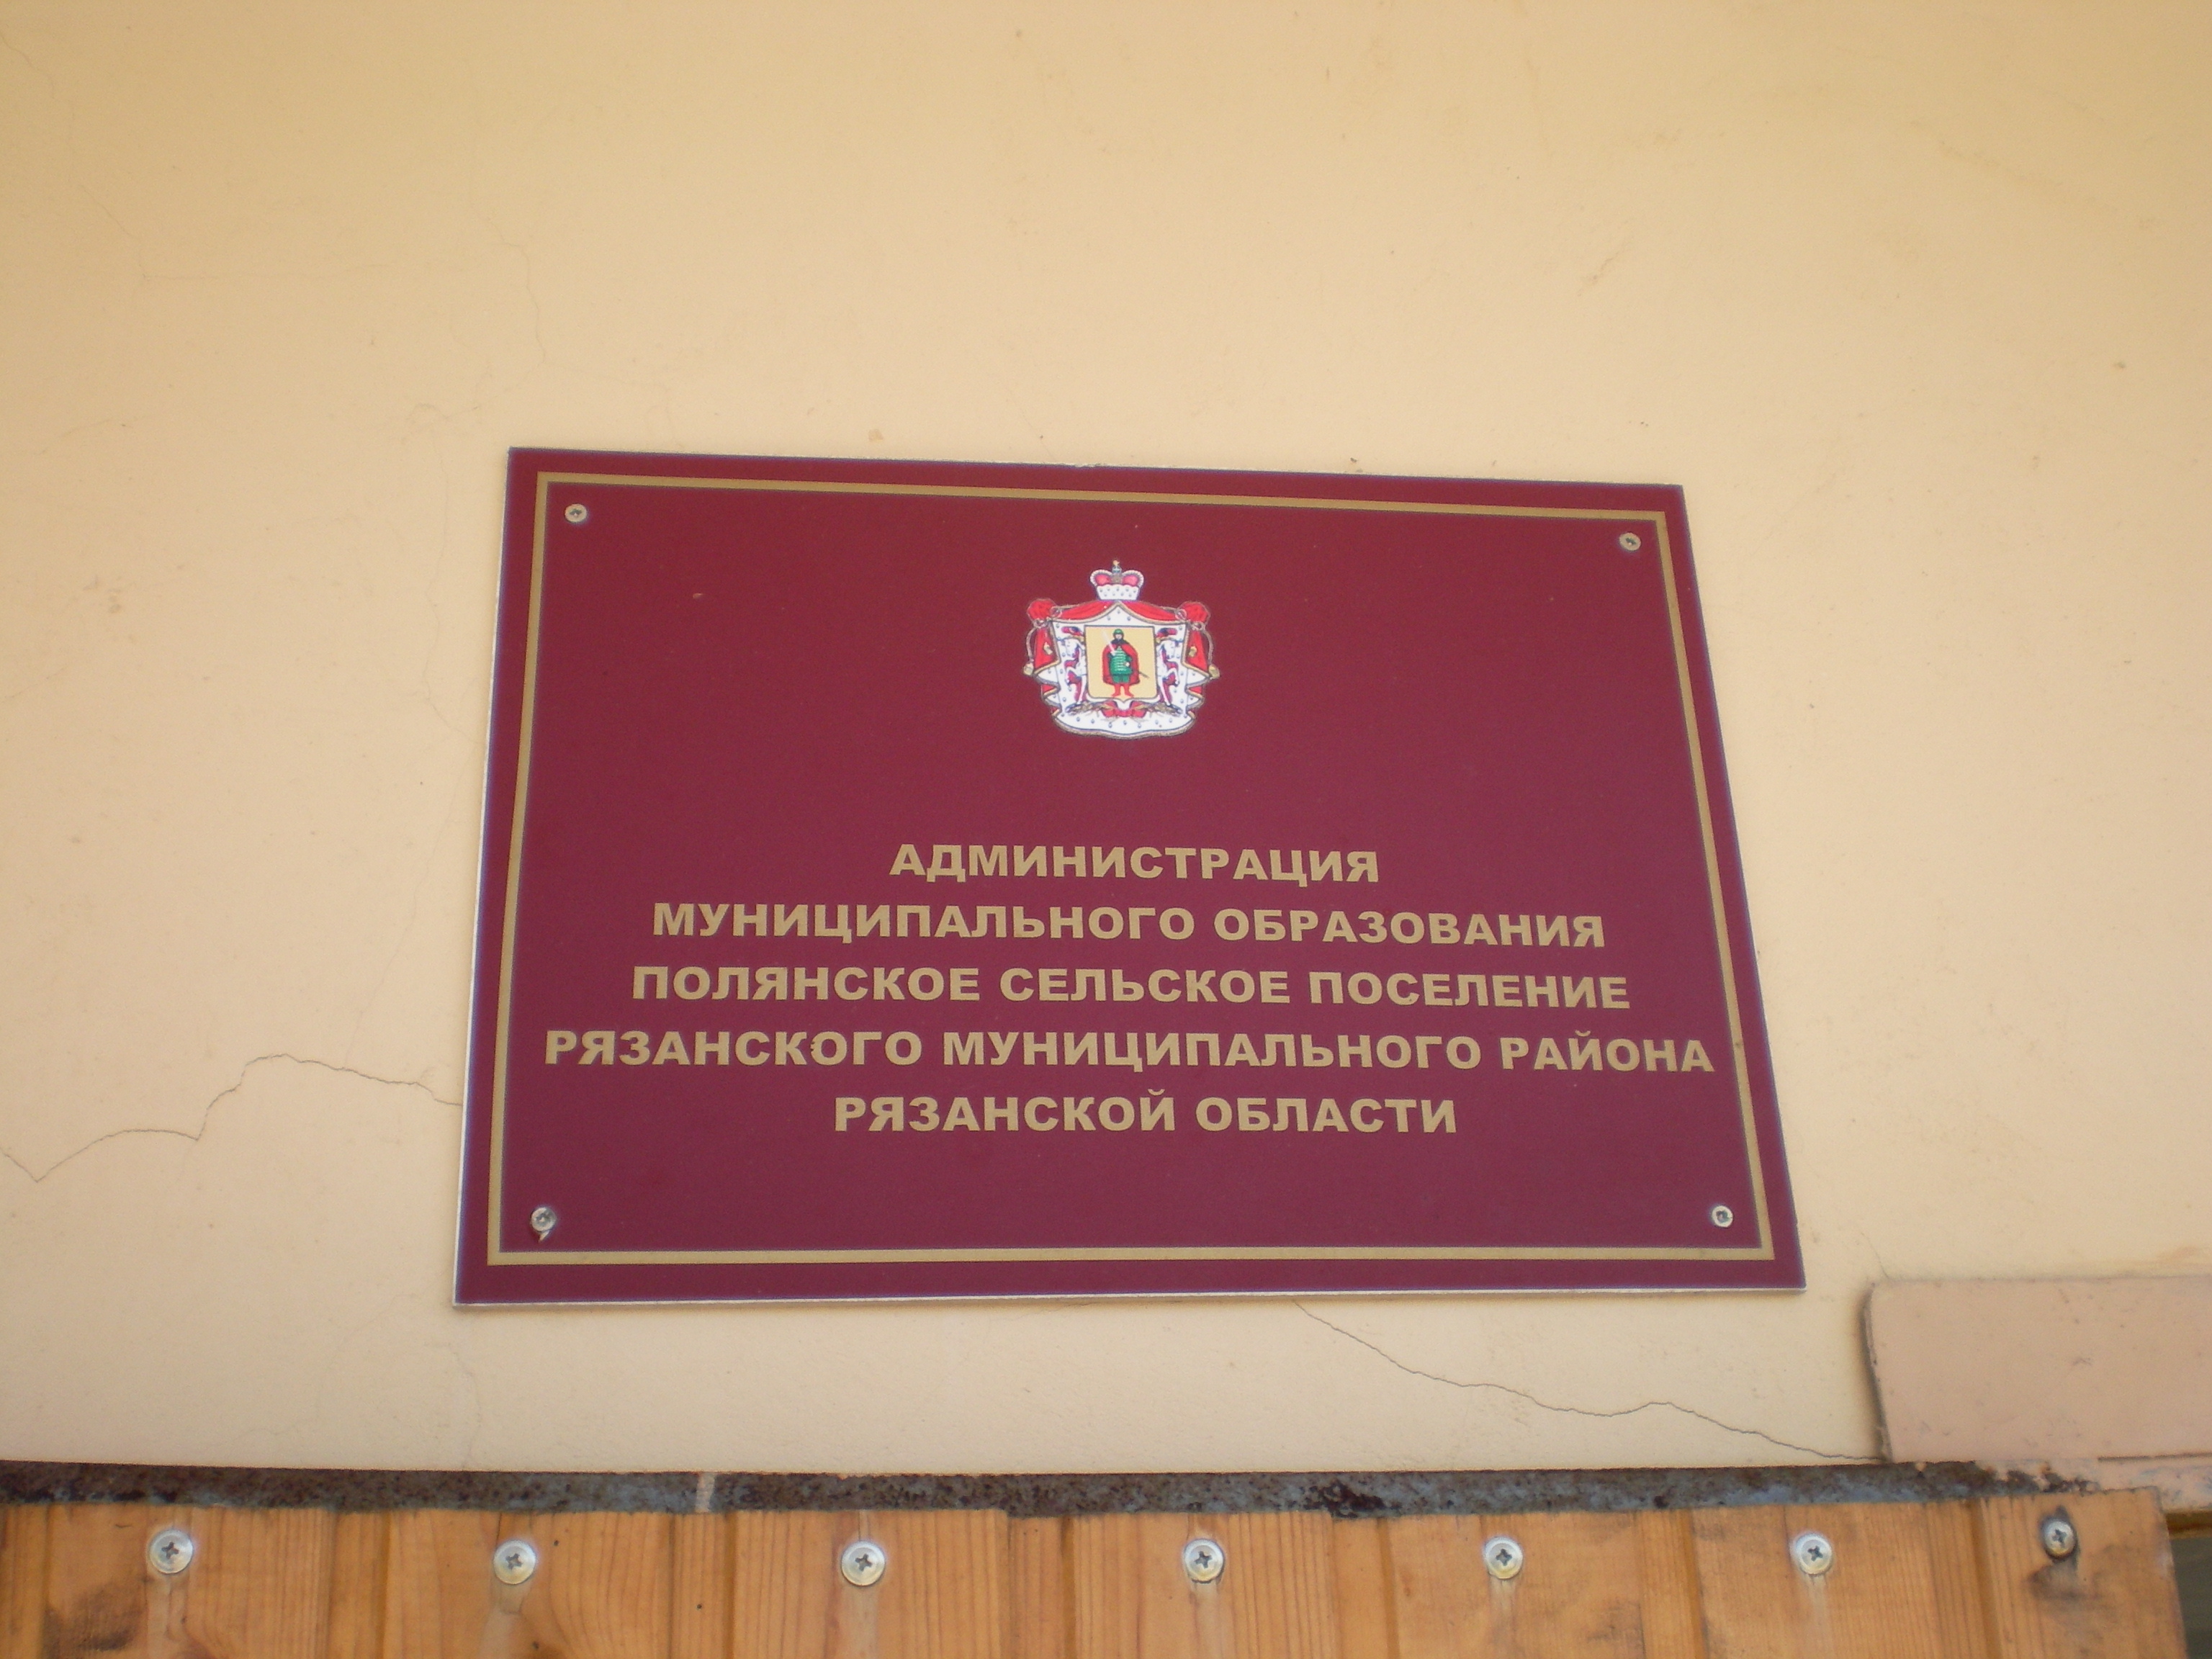 АДМИНИСТРАЦИЯ
МУНИЦИПАЛЬНОГО ОБРАЗОВАНИЯ
ПОЛЯНСКОЕ СЕЛЬСКОЕ ПОСЕЛЕНИЕ
РЯЗАНСКОГО МУНИЦИПАЛЬНОГО РАЙОНА
РЯЗАНСКОЙ ОБЛАСТИ